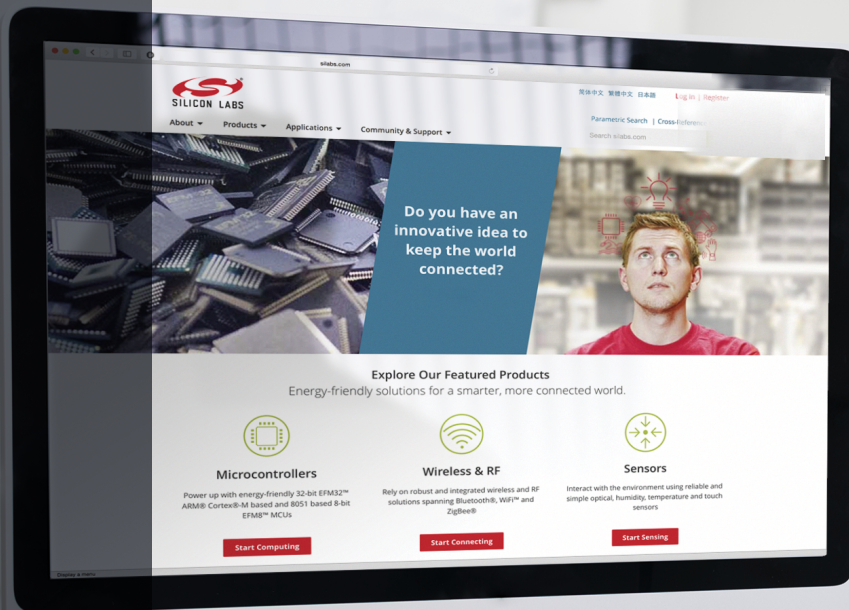 silabs.com
SILICON LABS
简体中文 繁體中文 日本語 Log In | Register
Parametric Search | Cross-Reference
Search silabs.com
About Products Applications Community & Support
Do you have an
innovative idea to
keep the world
connected?
Explore Our Featured Products
Energy-friendly solutions for a smarter, more connected world.
Microcontrollers
Power up with energy-friendly 32-bit EFM32™
ARM® Cortex®-M based and 8051 based 8-bit
EFM8™ MCUs
Start Computing
Wireless & RF
Rely on robust and integrated wireless and RF
solutions spanning Bluetooth®, WiFi™ and
ZigBee®
Start Connecting
Sensors
Interact with the environment using reliable and
simple optical, humidity, temperature and touch
sensors
Start Sensing
Display a menu